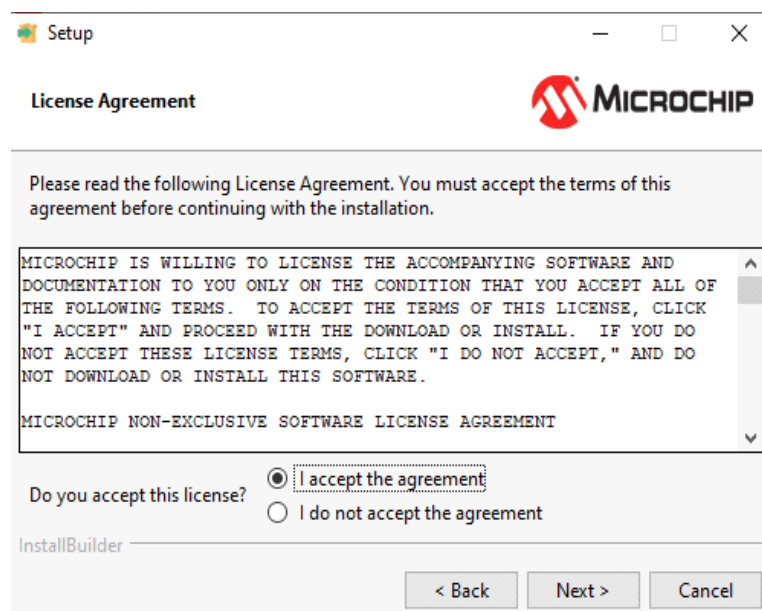 Setup
License Agreement
MICROCHIP
Please read the following License Agreement. You must accept the terms of this
agreement before continuing with the installation.
MICROCHIP IS WILLING TO LICENSE THE ACCOMPANYING SOFTWARE AND
DOCUMENTATION TO YOU ONLY ON THE CONDITION THAT YOU ACCEPT ALL OF
THE FOLLOWING TERMS.  TO ACCEPT THE TERMS OF THIS LICENSE, CLICK
"I ACCEPT" AND PROCEED WITH THE DOWNLOAD OR INSTALL.  IF YOU DO
NOT ACCEPT THESE LICENSE TERMS, CLICK "I DO NOT ACCEPT," AND DO
NOT DOWNLOAD OR INSTALL THIS SOFTWARE.
MICROCHIP NON-EXCLUSIVE SOFTWARE LICENSE AGREEMENT
Do you accept this license?
I accept the agreement
I do not accept the agreement
InstallBuilder
< Back
Next >
Cancel